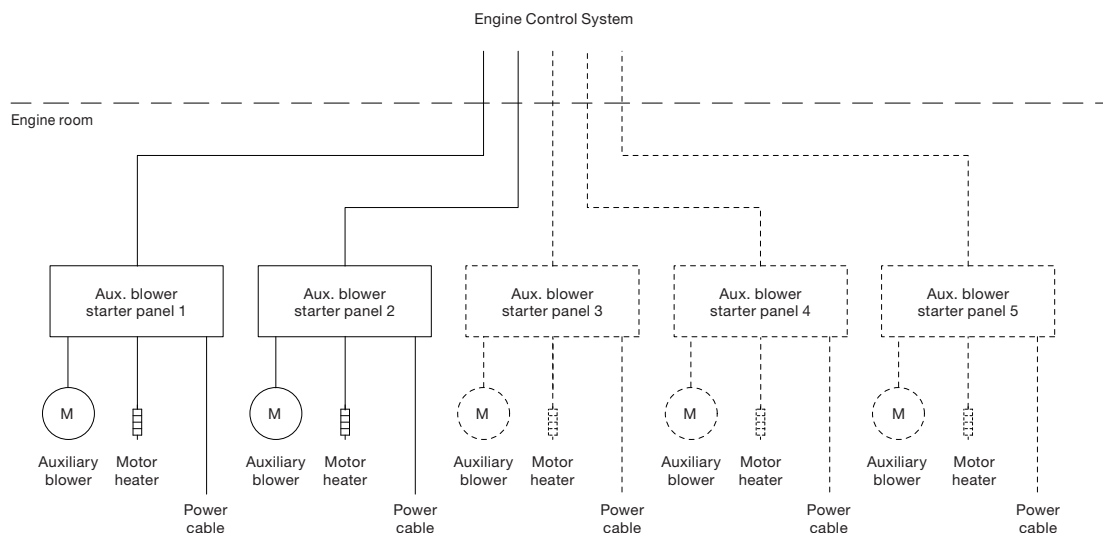 Engine Control System
Engine room
Aux. blower
starter panel 1
Aux. blower
starter panel 2
Aux. blower
starter panel 3
Aux. blower
starter panel 4
Aux. blower
starter panel 5
M
M
M
M
M
Auxiliary
blower
Motor
heater
Auxiliary
blower
Motor
heater
Auxiliary
blower
Motor
heater
Auxiliary
blower
Motor
heater
Auxiliary
blower
Motor
heater
Power
cable
Power
cable
Power
cable
Power
cable
Power
cable